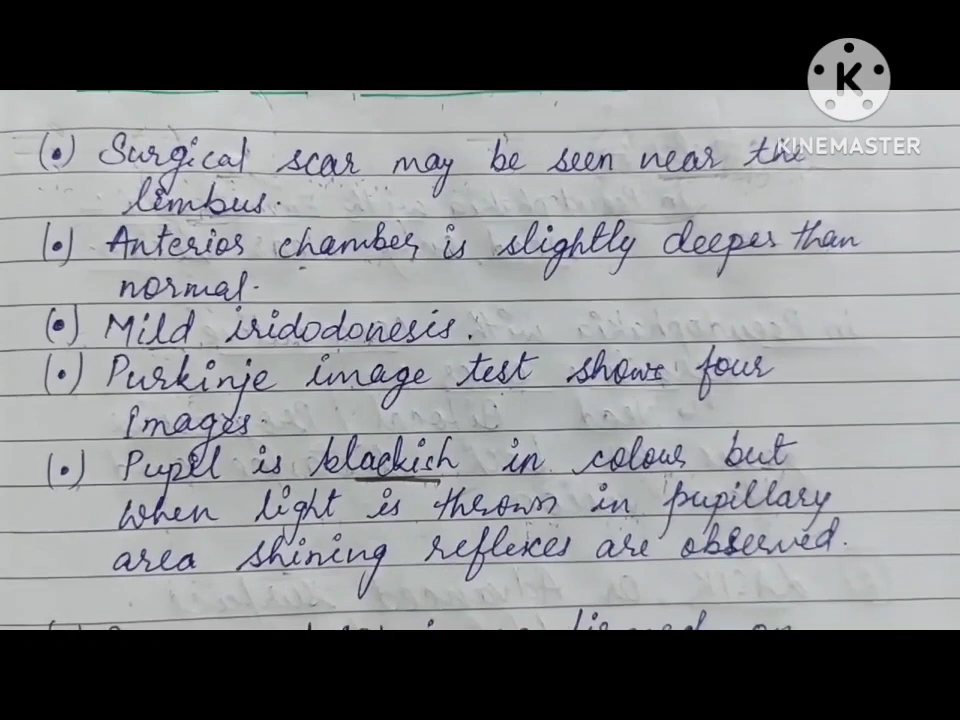 K
KINEMASTER
(•) Surgical scar may be seen near the
limbus.
(•) Anterior chamber is slightly deeper than
normal.
(•) Mild iridodonesis.
(•) Purkinje image test shows four
Images.
(•) Pupil is blackish in colour but
when light is thrown in pupillary
area shining reflexes are observed.